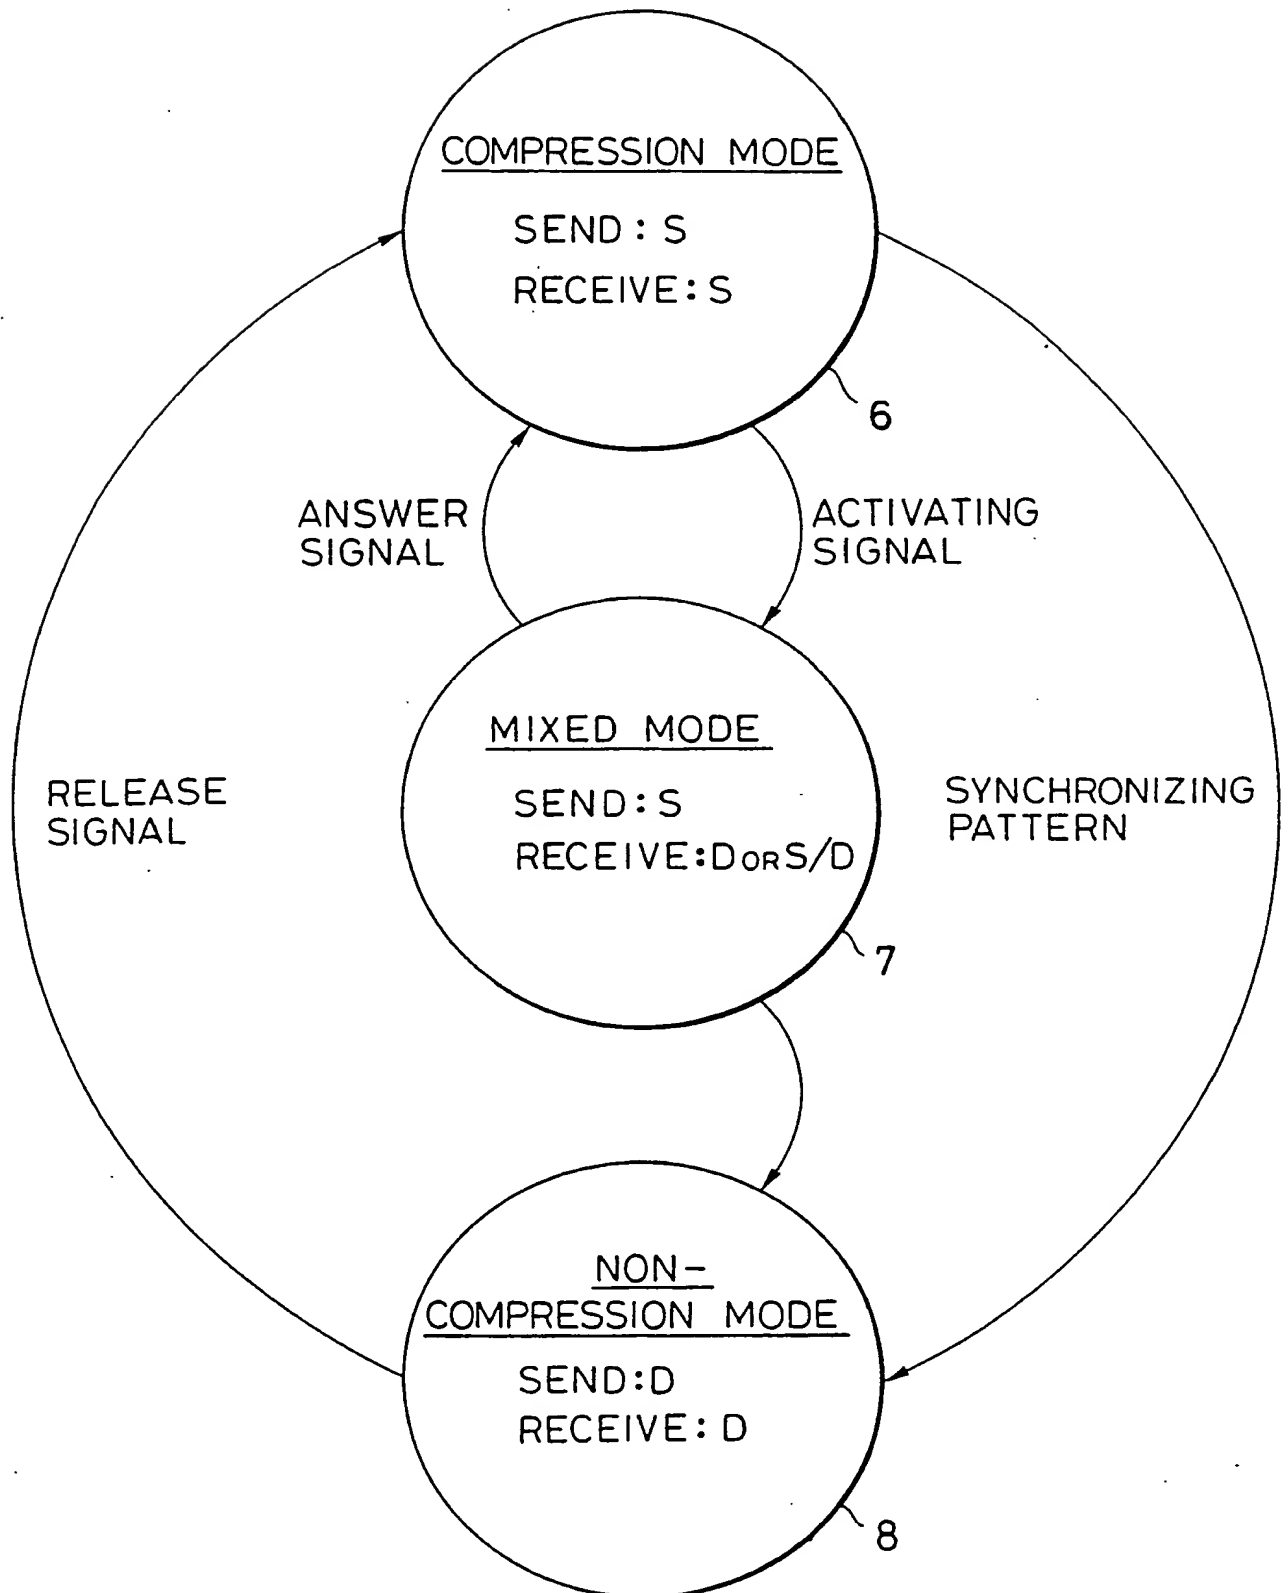 COMPRESSION MODE
SEND: S
RECEIVE: S
6
ANSWER
SIGNAL
ACTIVATING
SIGNAL
MIXED MODE
SEND: S
RECEIVE: D OR S/D
7
RELEASE
SIGNAL
SYNCHRONIZING
PATTERN
NON-
COMPRESSION MODE
SEND: D
RECEIVE: D
8